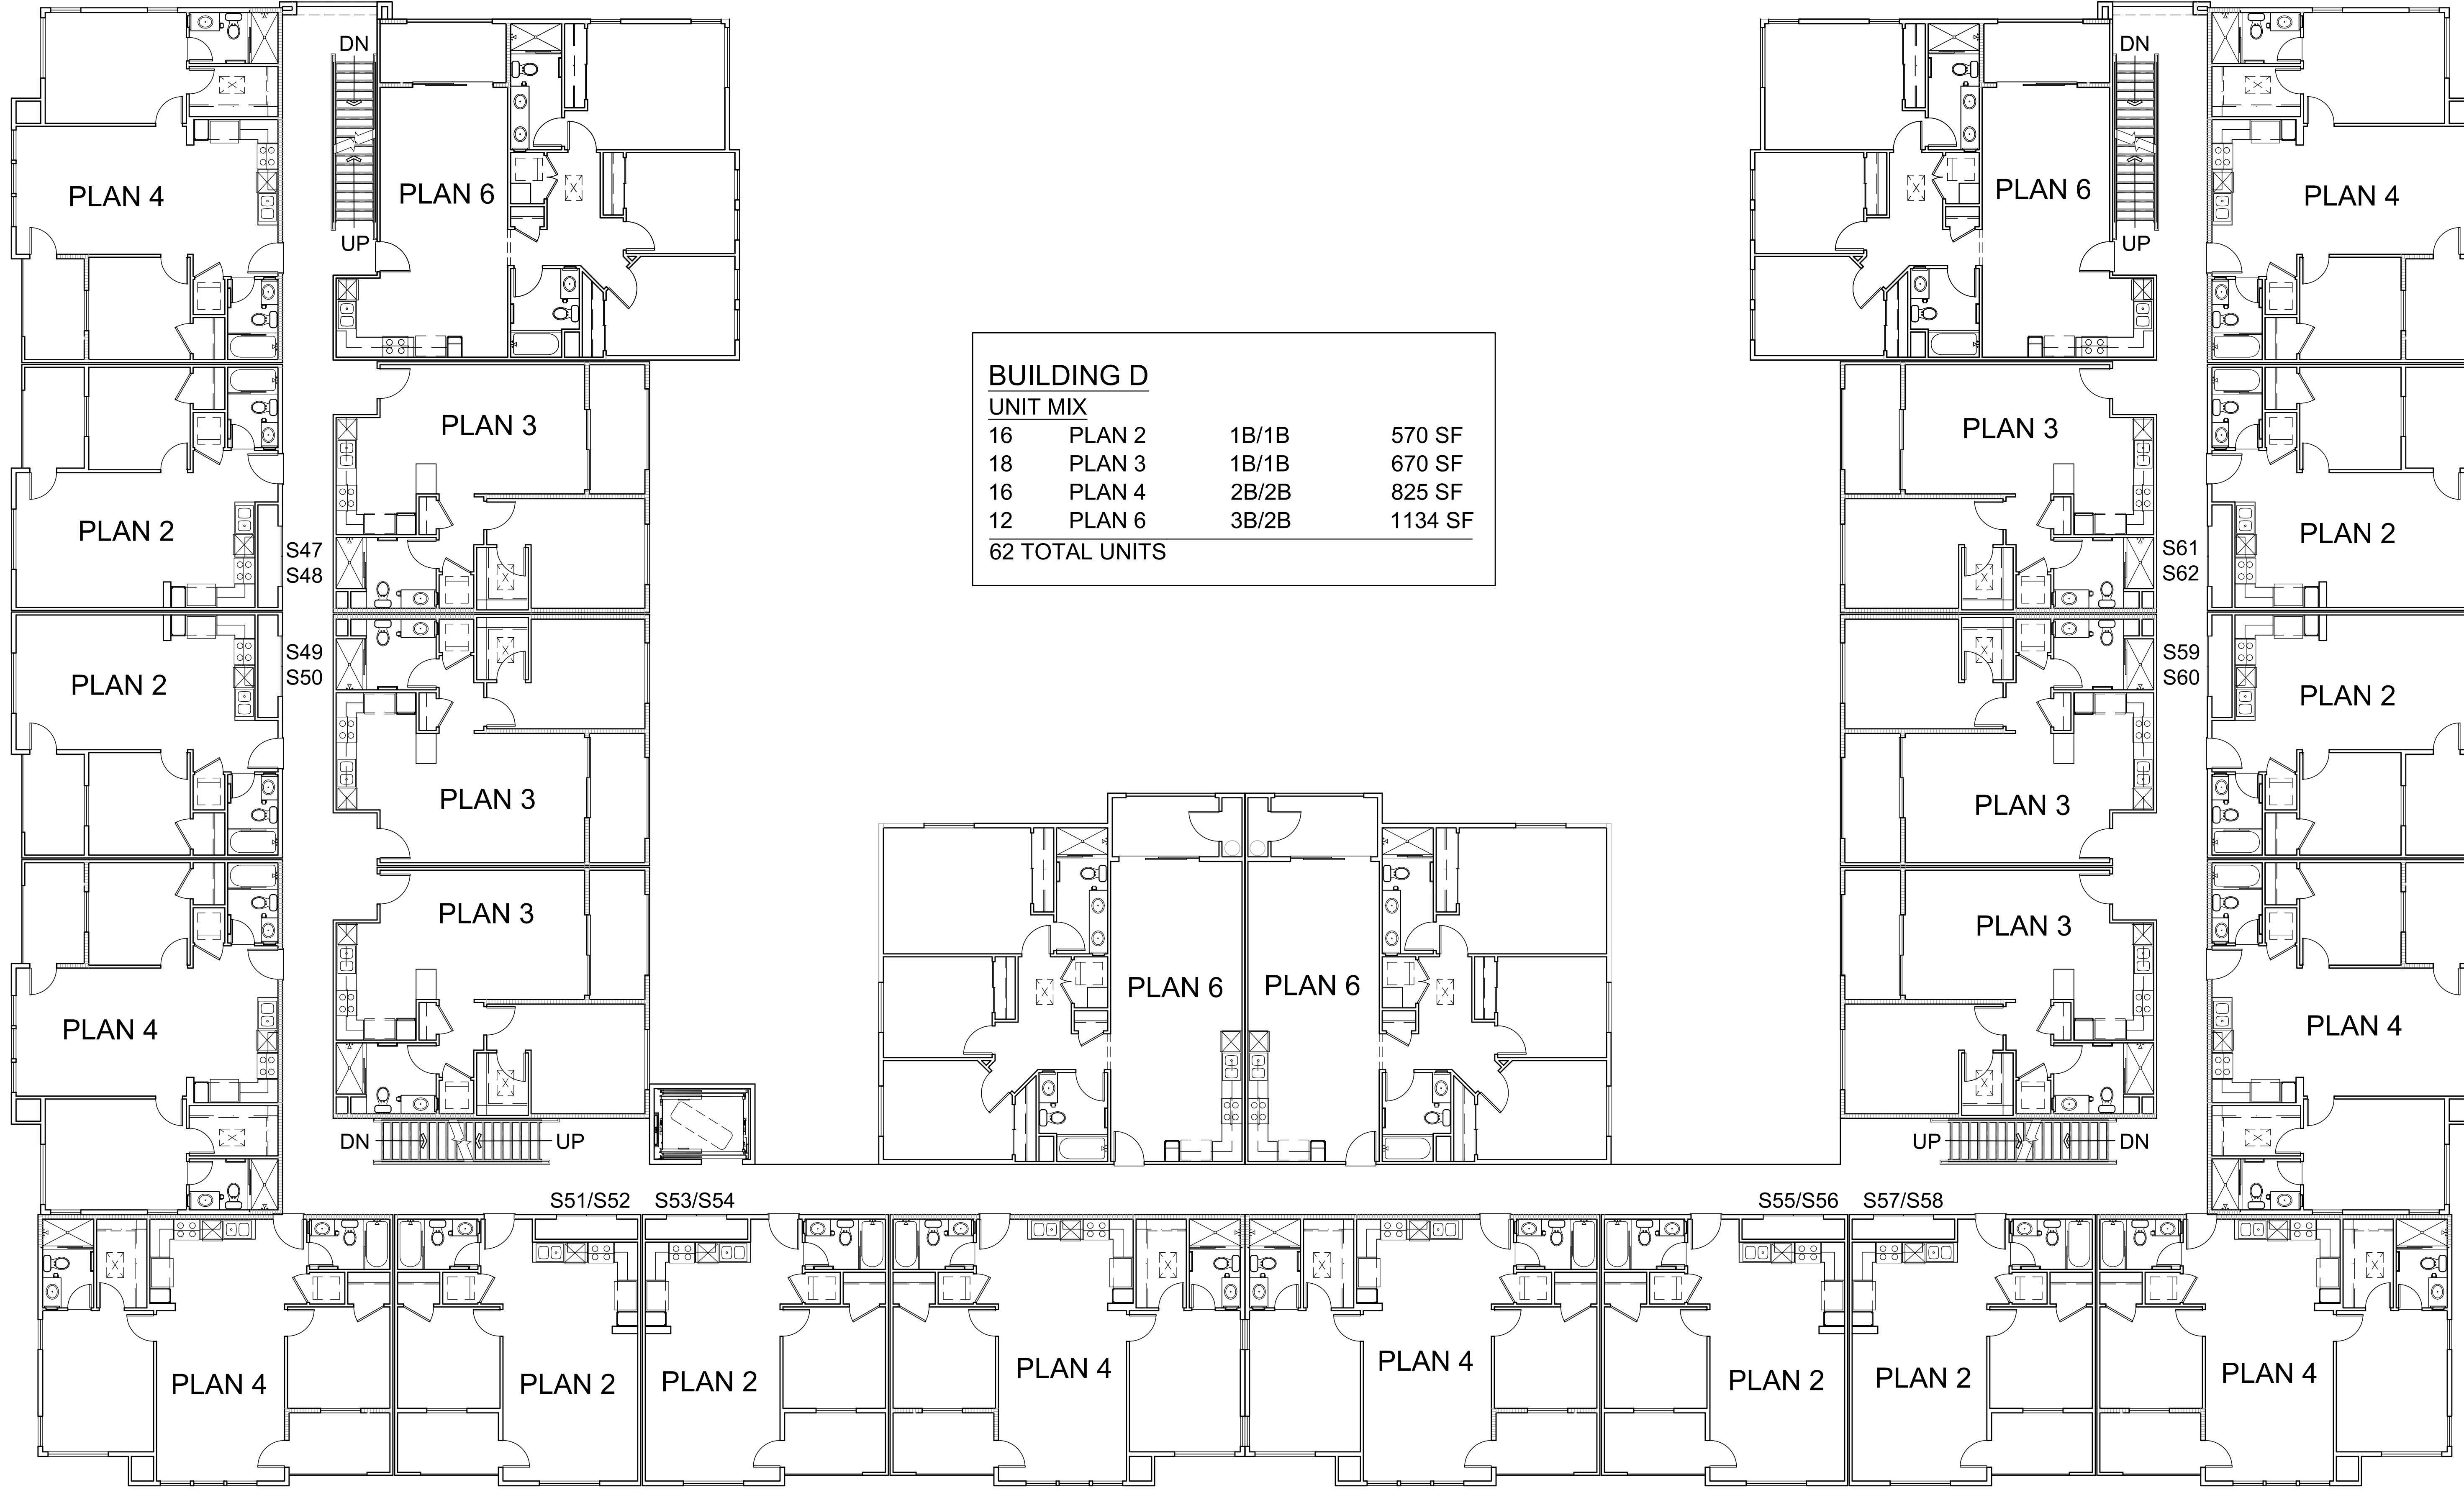 DN
DN
PLAN 4
PLAN 6
PLAN 6
PLAN 4
UP
UP
BUILDING D
UNIT MIX
16 PLAN 2 1B/1B 570 SF
18 PLAN 3 1B/1B 670 SF
16 PLAN 4 2B/2B 825 SF
12 PLAN 6 3B/2B 1134 SF
62 TOTAL UNITS
PLAN 3
PLAN 3
PLAN 2
PLAN 2
S47
S48
S61
S62
S49
S50
S59
S60
PLAN 2
PLAN 2
PLAN 3
PLAN 3
PLAN 3
PLAN 3
PLAN 4
PLAN 6
PLAN 6
PLAN 4
DN
UP
UP
DN
S51/S52
S53/S54
S55/S56
S57/S58
PLAN 4
PLAN 2
PLAN 2
PLAN 4
PLAN 4
PLAN 2
PLAN 2
PLAN 4